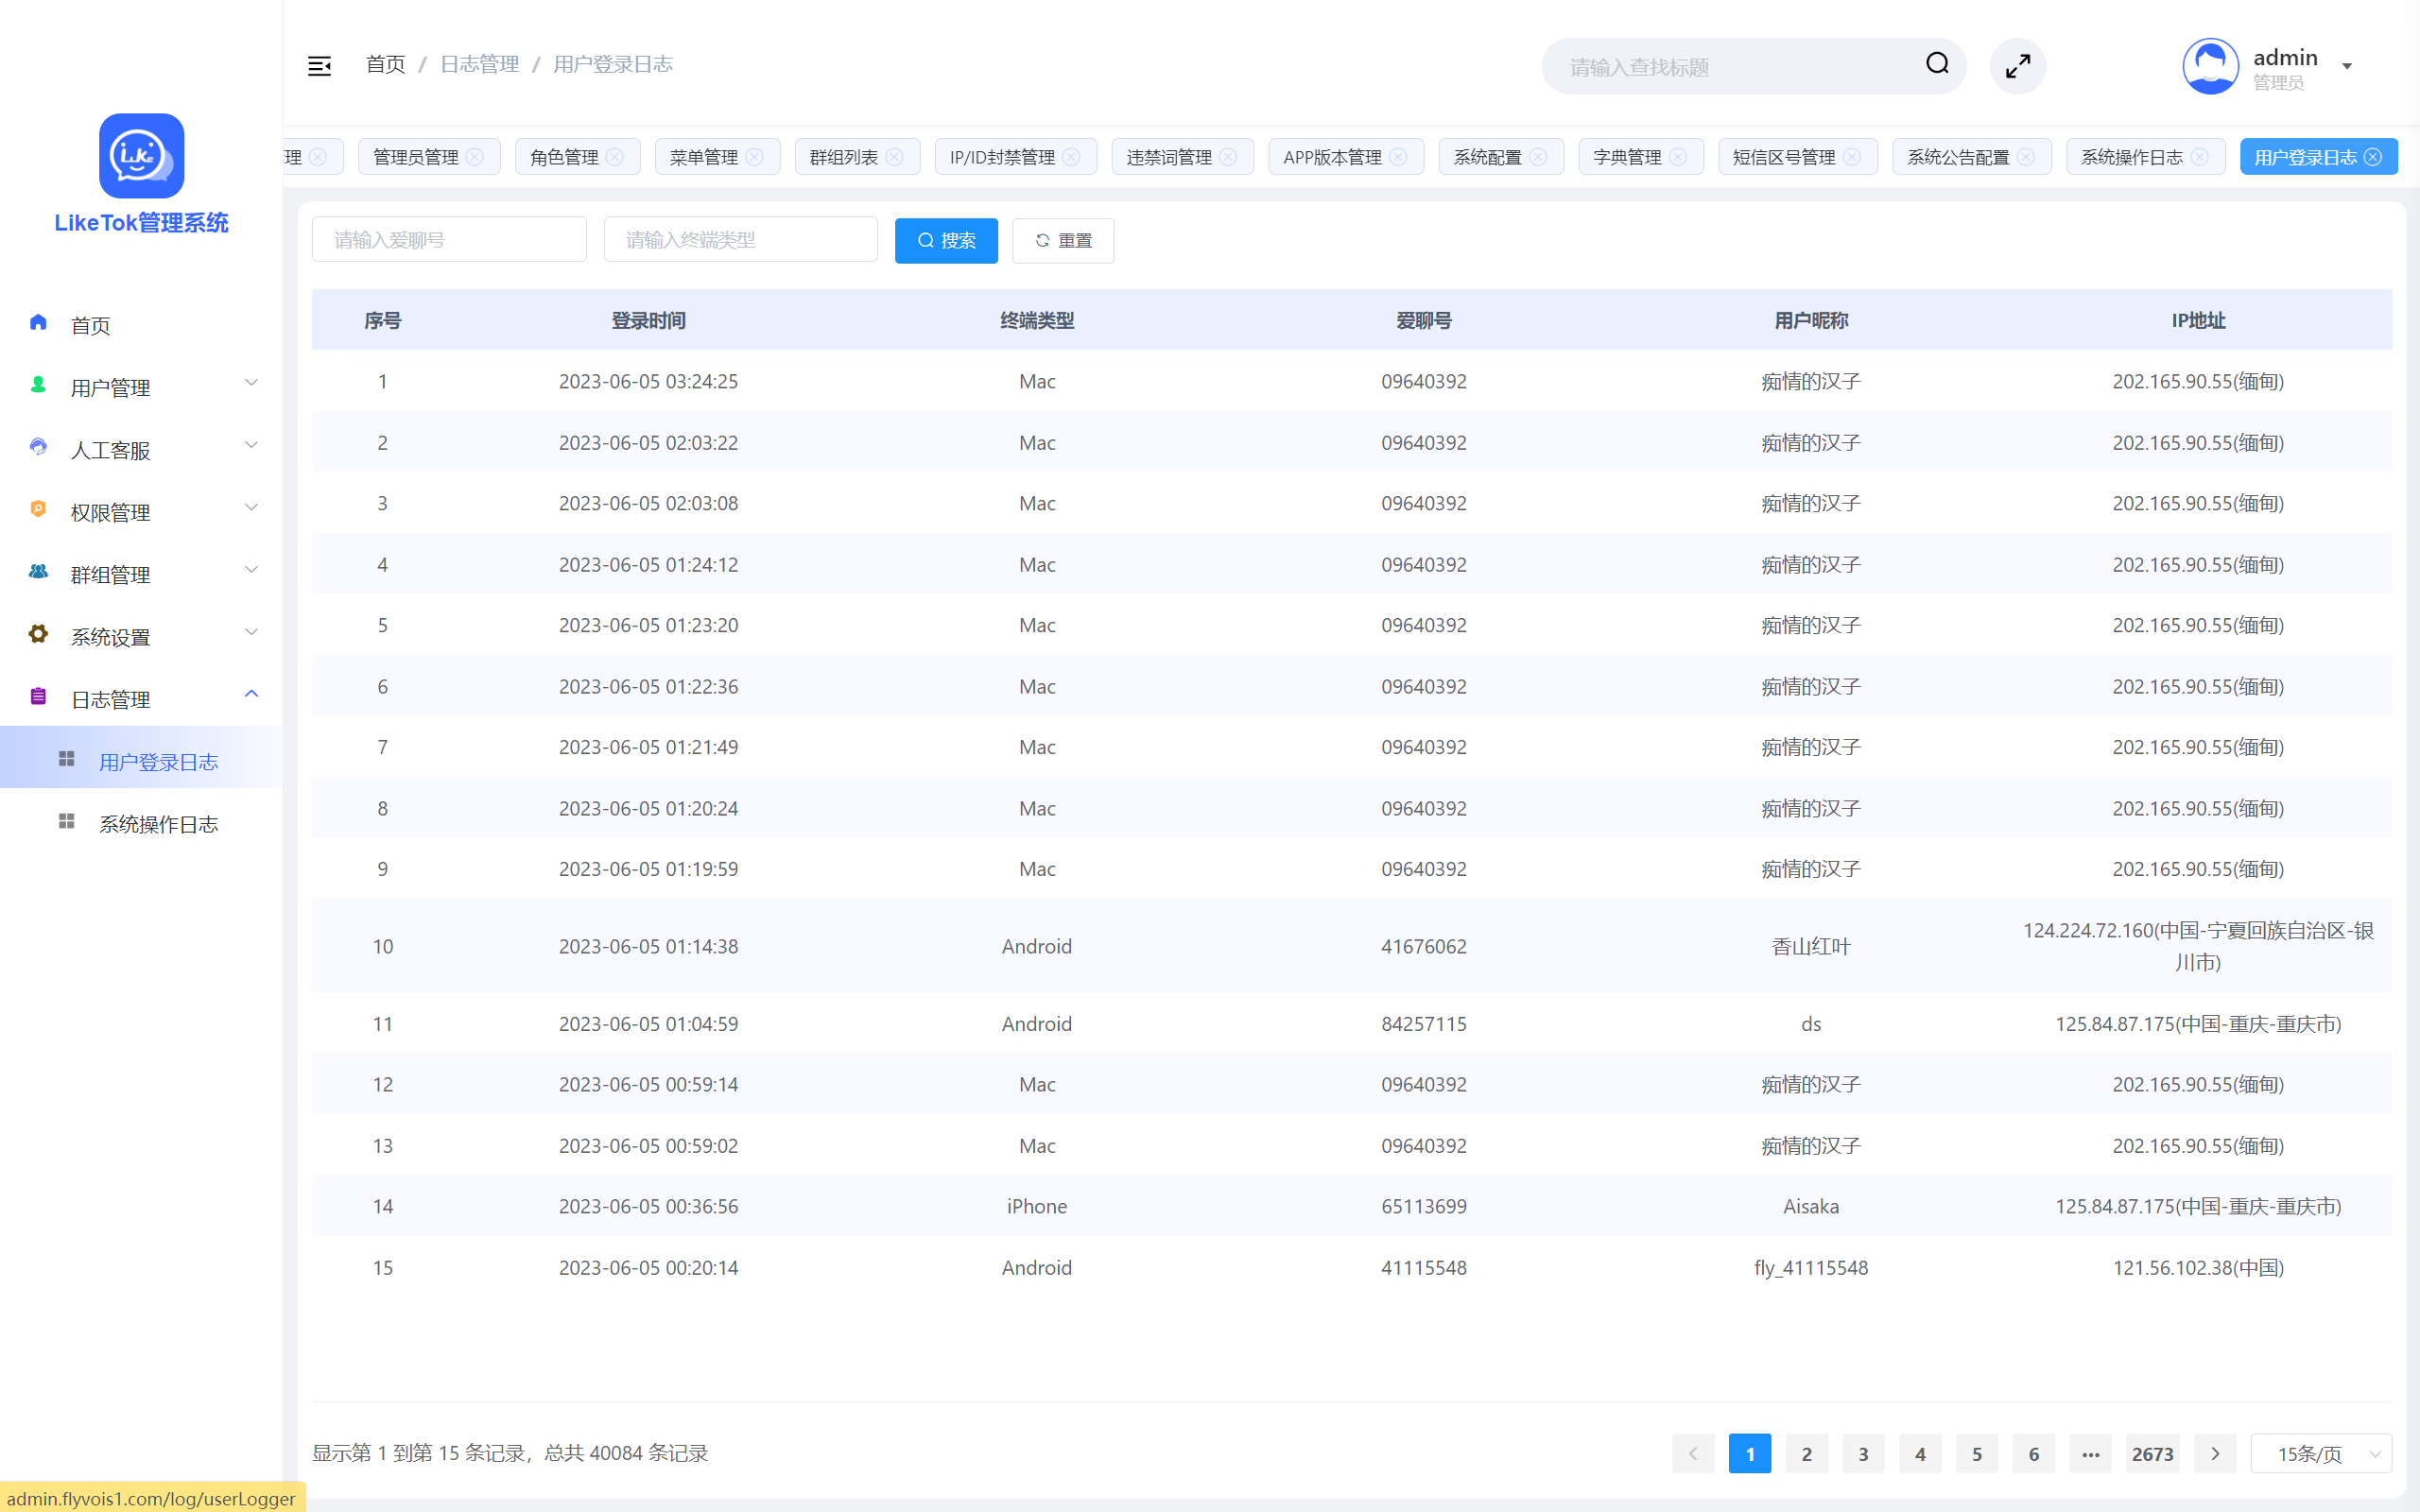 首页 / 日志管理 / 用户登录日志
请输入查找标题
admin
管理员
Like
LikeTok管理系统
理 管理员管理 角色管理 菜单管理 群组列表 IP/ID封禁管理 违禁词管理 APP版本管理 系统配置 字典管理 短信区号管理 系统公告配置 系统操作日志 用户登录日志
首页
用户管理
人工客服
权限管理
群组管理
系统设置
日志管理
用户登录日志
系统操作日志
请输入爱聊号 请输入终端类型 搜索 重置
序号 登录时间 终端类型 爱聊号 用户昵称 IP地址
1 2023-06-05 03:24:25 Mac 09640392 痴情的汉子 202.165.90.55(缅甸)
2 2023-06-05 02:03:22 Mac 09640392 痴情的汉子 202.165.90.55(缅甸)
3 2023-06-05 02:03:08 Mac 09640392 痴情的汉子 202.165.90.55(缅甸)
4 2023-06-05 01:24:12 Mac 09640392 痴情的汉子 202.165.90.55(缅甸)
5 2023-06-05 01:23:20 Mac 09640392 痴情的汉子 202.165.90.55(缅甸)
6 2023-06-05 01:22:36 Mac 09640392 痴情的汉子 202.165.90.55(缅甸)
7 2023-06-05 01:21:49 Mac 09640392 痴情的汉子 202.165.90.55(缅甸)
8 2023-06-05 01:20:24 Mac 09640392 痴情的汉子 202.165.90.55(缅甸)
9 2023-06-05 01:19:59 Mac 09640392 痴情的汉子 202.165.90.55(缅甸)
10 2023-06-05 01:14:38 Android 41676062 香山红叶 124.224.72.160(中国-宁夏回族自治区-银
川市)
11 2023-06-05 01:04:59 Android 84257115 ds 125.84.87.175(中国-重庆-重庆市)
12 2023-06-05 00:59:14 Mac 09640392 痴情的汉子 202.165.90.55(缅甸)
13 2023-06-05 00:59:02 Mac 09640392 痴情的汉子 202.165.90.55(缅甸)
14 2023-06-05 00:36:56 iPhone 65113699 Aisaka 125.84.87.175(中国-重庆-重庆市)
15 2023-06-05 00:20:14 Android 41115548 fly_41115548 121.56.102.38(中国)
显示第 1 到第 15 条记录，总共 40084 条记录
1 2 3 4 5 6 ••• 2673 15条/页
admin.flyvois1.com/log/userLogger